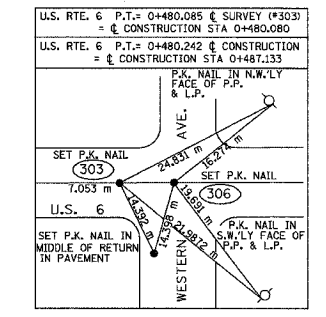 U.S. RTE. 6 P.T.= 0+480.085 ℄ SURVEY (#303)
= ℄ CONSTRUCTION STA 0+480.080
U.S. RTE. 6 P.T.= 0+480.242 ℄ CONSTRUCTION
= ℄ CONSTRUCTION STA 0+487.133
P.K. NAIL IN N.W.'LY
FACE OF P.P.
& L.P.
AVE.
24.831 m
16.274 m
SET P.K. NAIL
303
7.053 m
SET P.K. NAIL
306
U.S. 6
14.392 m
14.398 m
19.691 m
21.9872 m
SET P.K. NAIL IN
MIDDLE OF RETURN
IN PAVEMENT
WESTERN
P.K. NAIL IN
S.W.'LY FACE OF
P.P. & L.P.